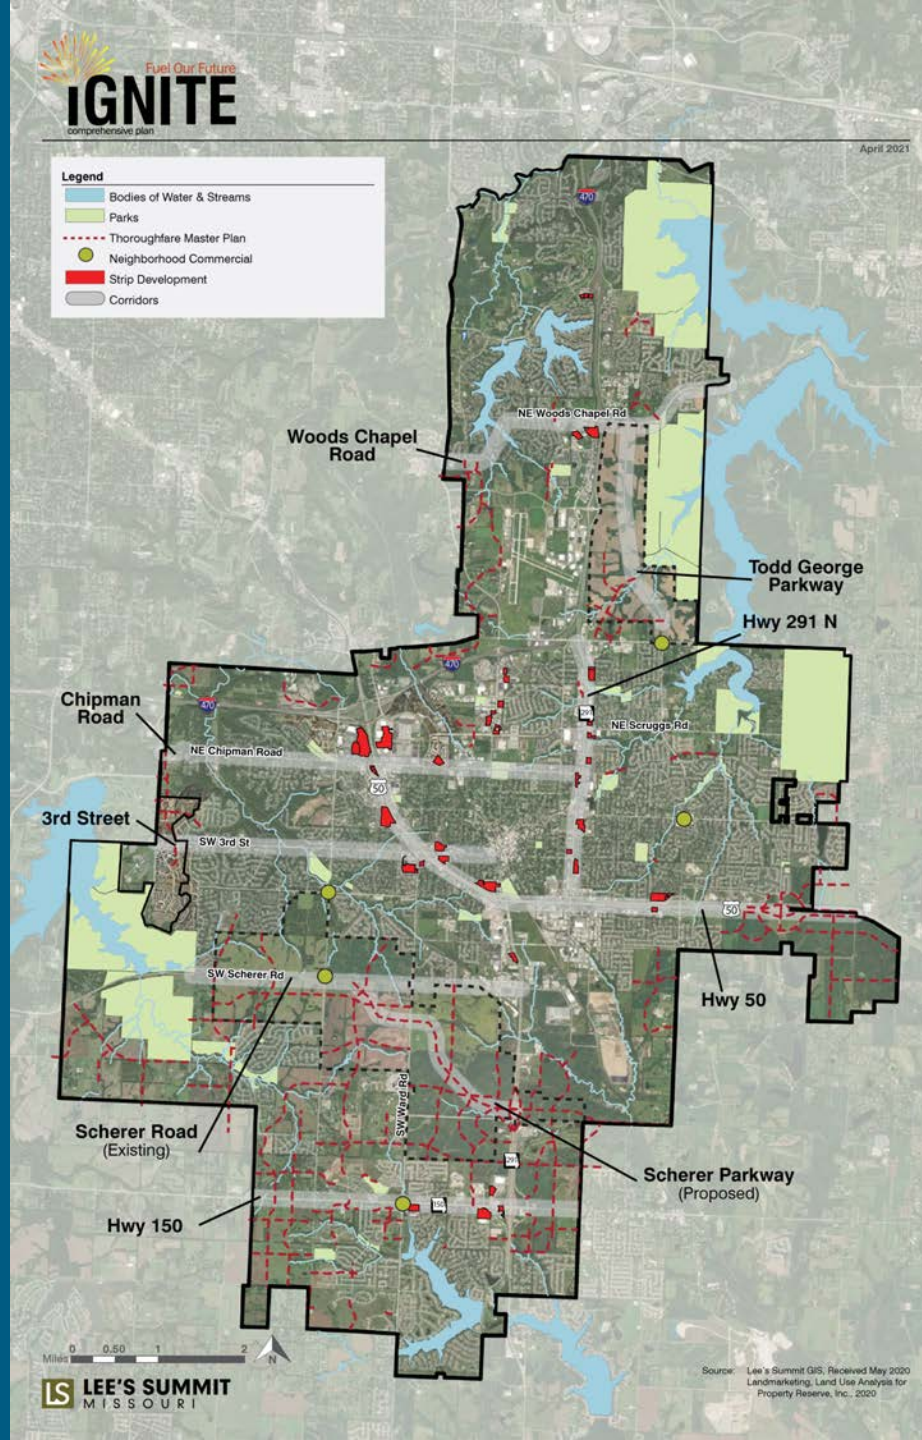 Fuel Our Future
iGNITE
comprehensive plan
April 2021
Legend
Bodies of Water & Streams
Parks
Thoroughfare Master Plan
Neighborhood Commercial
Strip Development
Corridors
470
NE Woods Chapel Rd
Woods Chapel
Road
Todd George
Parkway
Hwy 291 N
470
470
Chipman
Road
291
NE Scruggs Rd
NE Chipman Road
50
3rd Street
SW 3rd St
50
SW Scherer Rd
Hwy 50
SW Ward Rd
Scherer Road
(Existing)
291
Scherer Parkway
(Proposed)
150
Hwy 150
0 0.50 1 2
Miles
N
LS LEE'S SUMMIT
MISSOURI
Source: Lee's Summit GIS, Received May 2020
Landmarketing, Land Use Analysis for
Property Reserve, Inc., 2020